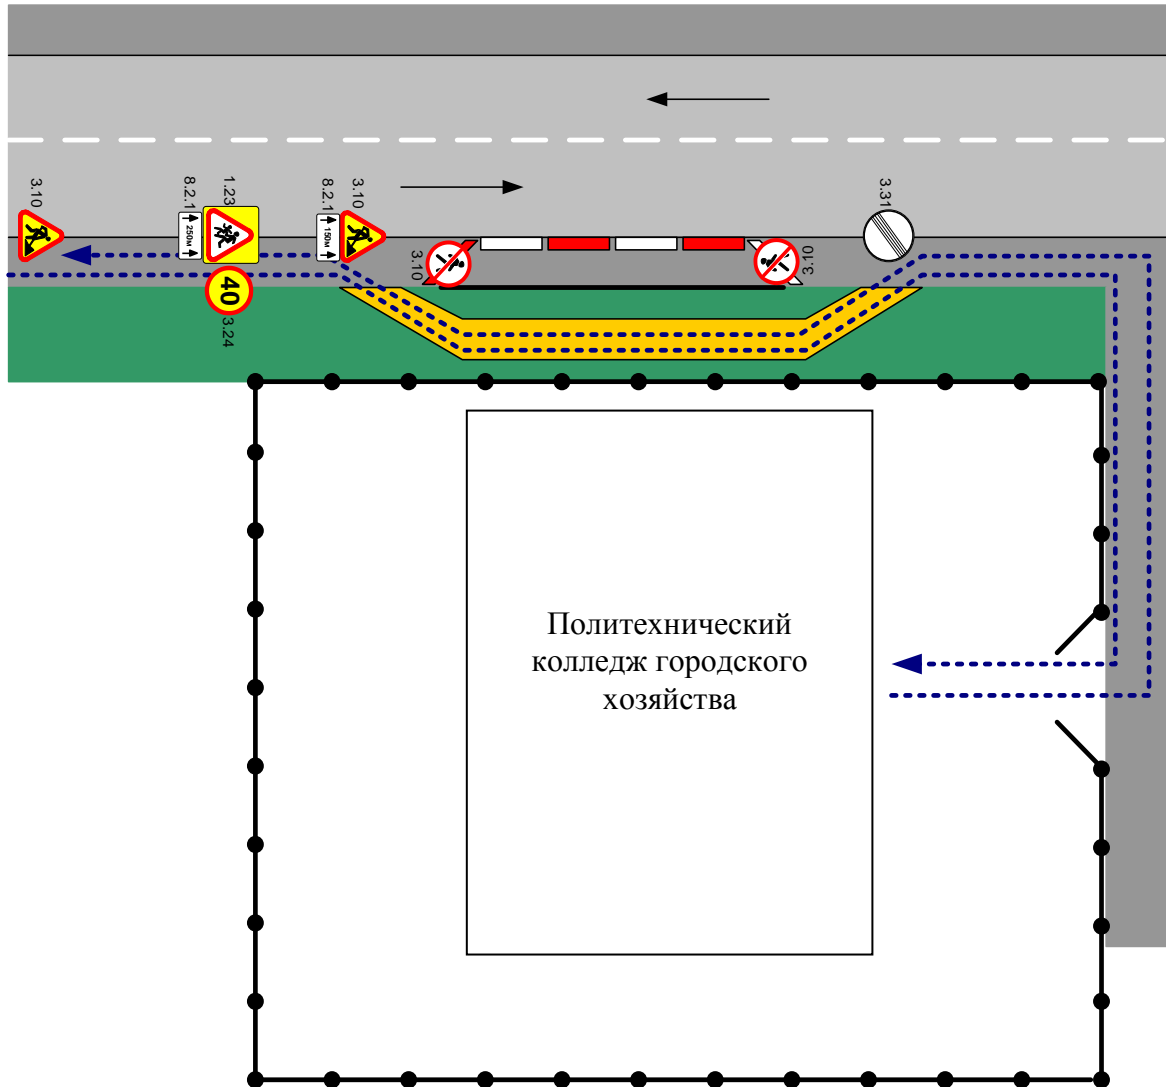 3.10
8.2.1
250м
1.23
40
3.24
8.2.1
150м
3.10
3.10
3.10
3.31
Политехнический
колледж городского
хозяйства